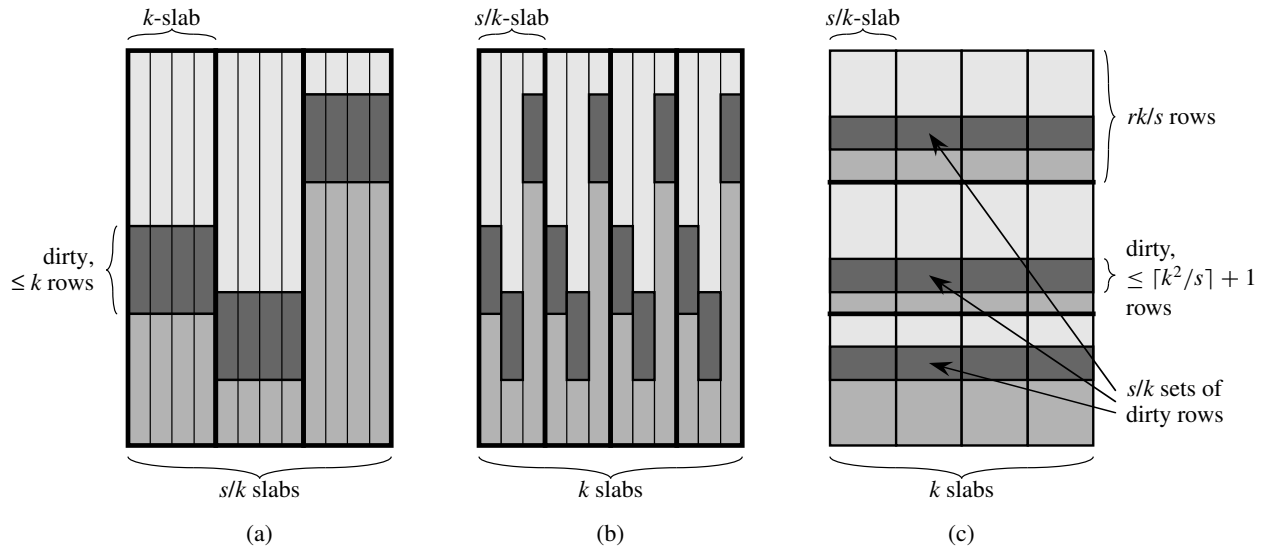 k-slab
s/k-slab
s/k-slab
rk/s rows
dirty,
≤ k rows
dirty,
≤ ⌈k²/s⌉ + 1
rows
s/k sets of
dirty rows
s/k slabs
k slabs
k slabs
(a)
(b)
(c)